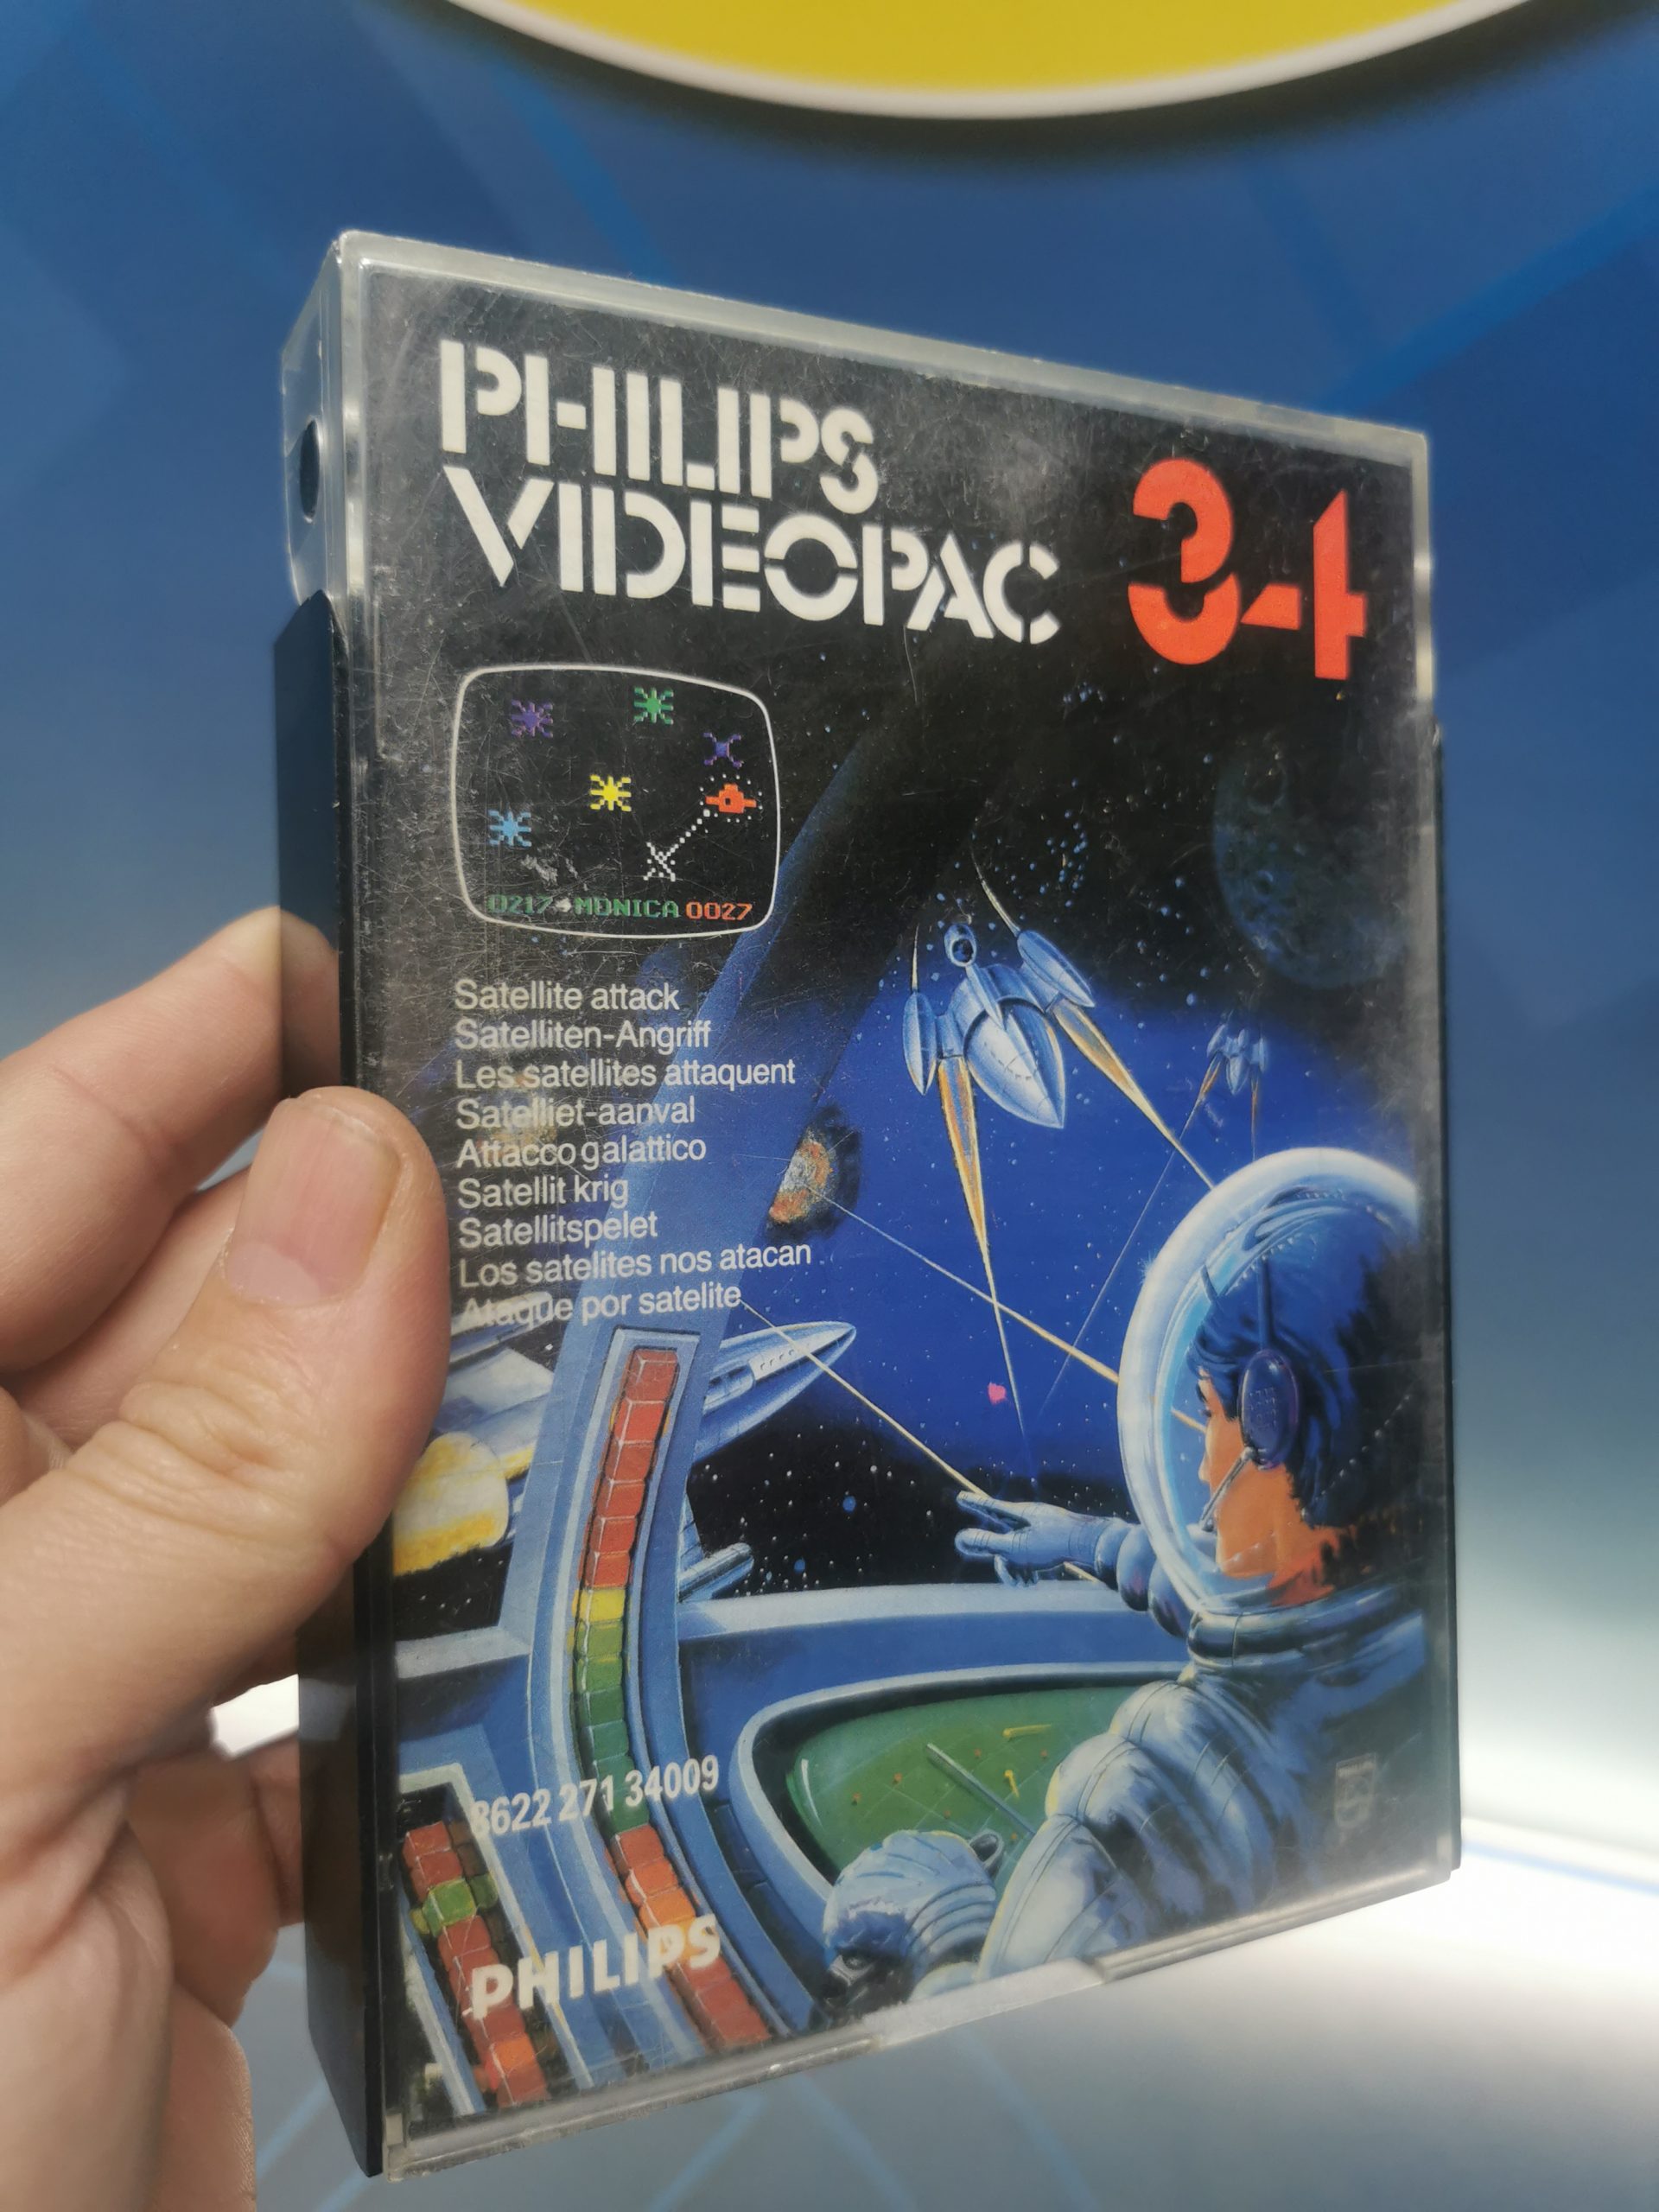 PHILIPS
VIDEOPAC 34
0217 MONICA 0027
Satellite attack
Satelliten-Angriff
Les satellites attaquent
Satelliet-aanval
Attacco galattico
Satellit krig
Satellitspelet
Los satelites nos atacan
Ataque por satelite
8622 271 34009
PHILIPS